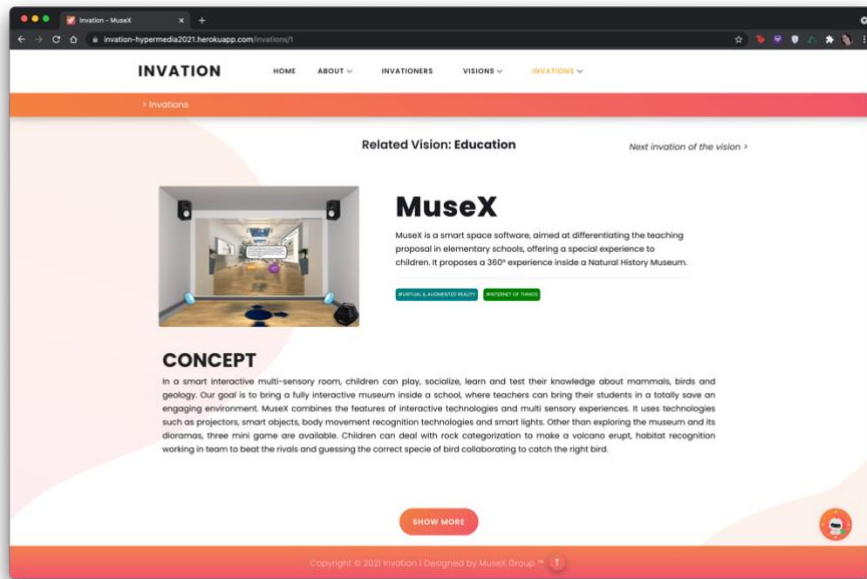 Invation - MuseX
invation-hypermedia2021.herokuapp.com/invations/1
INVATION HOME ABOUT INVATIONERS VISIONS INVATIONS
> Invations
Related Vision: Education
Next invation of the vision >
MuseX
MuseX is a smart space software, aimed at differentiating the teaching
proposal in elementary schools, offering a special experience to
children. It proposes a 360° experience inside a Natural History Museum.
#VIRTUAL & AUGMENTED REALITY #INTERNET OF THINGS
CONCEPT
In a smart interactive multi-sensory room, children can play, socialize, learn and test their knowledge about mammals, birds and
geology. Our goal is to bring a fully interactive museum inside a school, where teachers can bring their students in a totally save an
engaging environment. MuseX combines the features of interactive technologies and multi sensory experiences. It uses technologies
such as projectors, smart objects, body movement recognition technologies and smart lights. Other than exploring the museum and its
dioramas, three mini game are available. Children can deal with rock categorization to make a volcano erupt, habitat recognition
working in team to beat the rivals and guessing the correct specie of bird collaborating to catch the right bird.
SHOW MORE
Copyright © 2021 Invation | Designed by MuseX Group ™